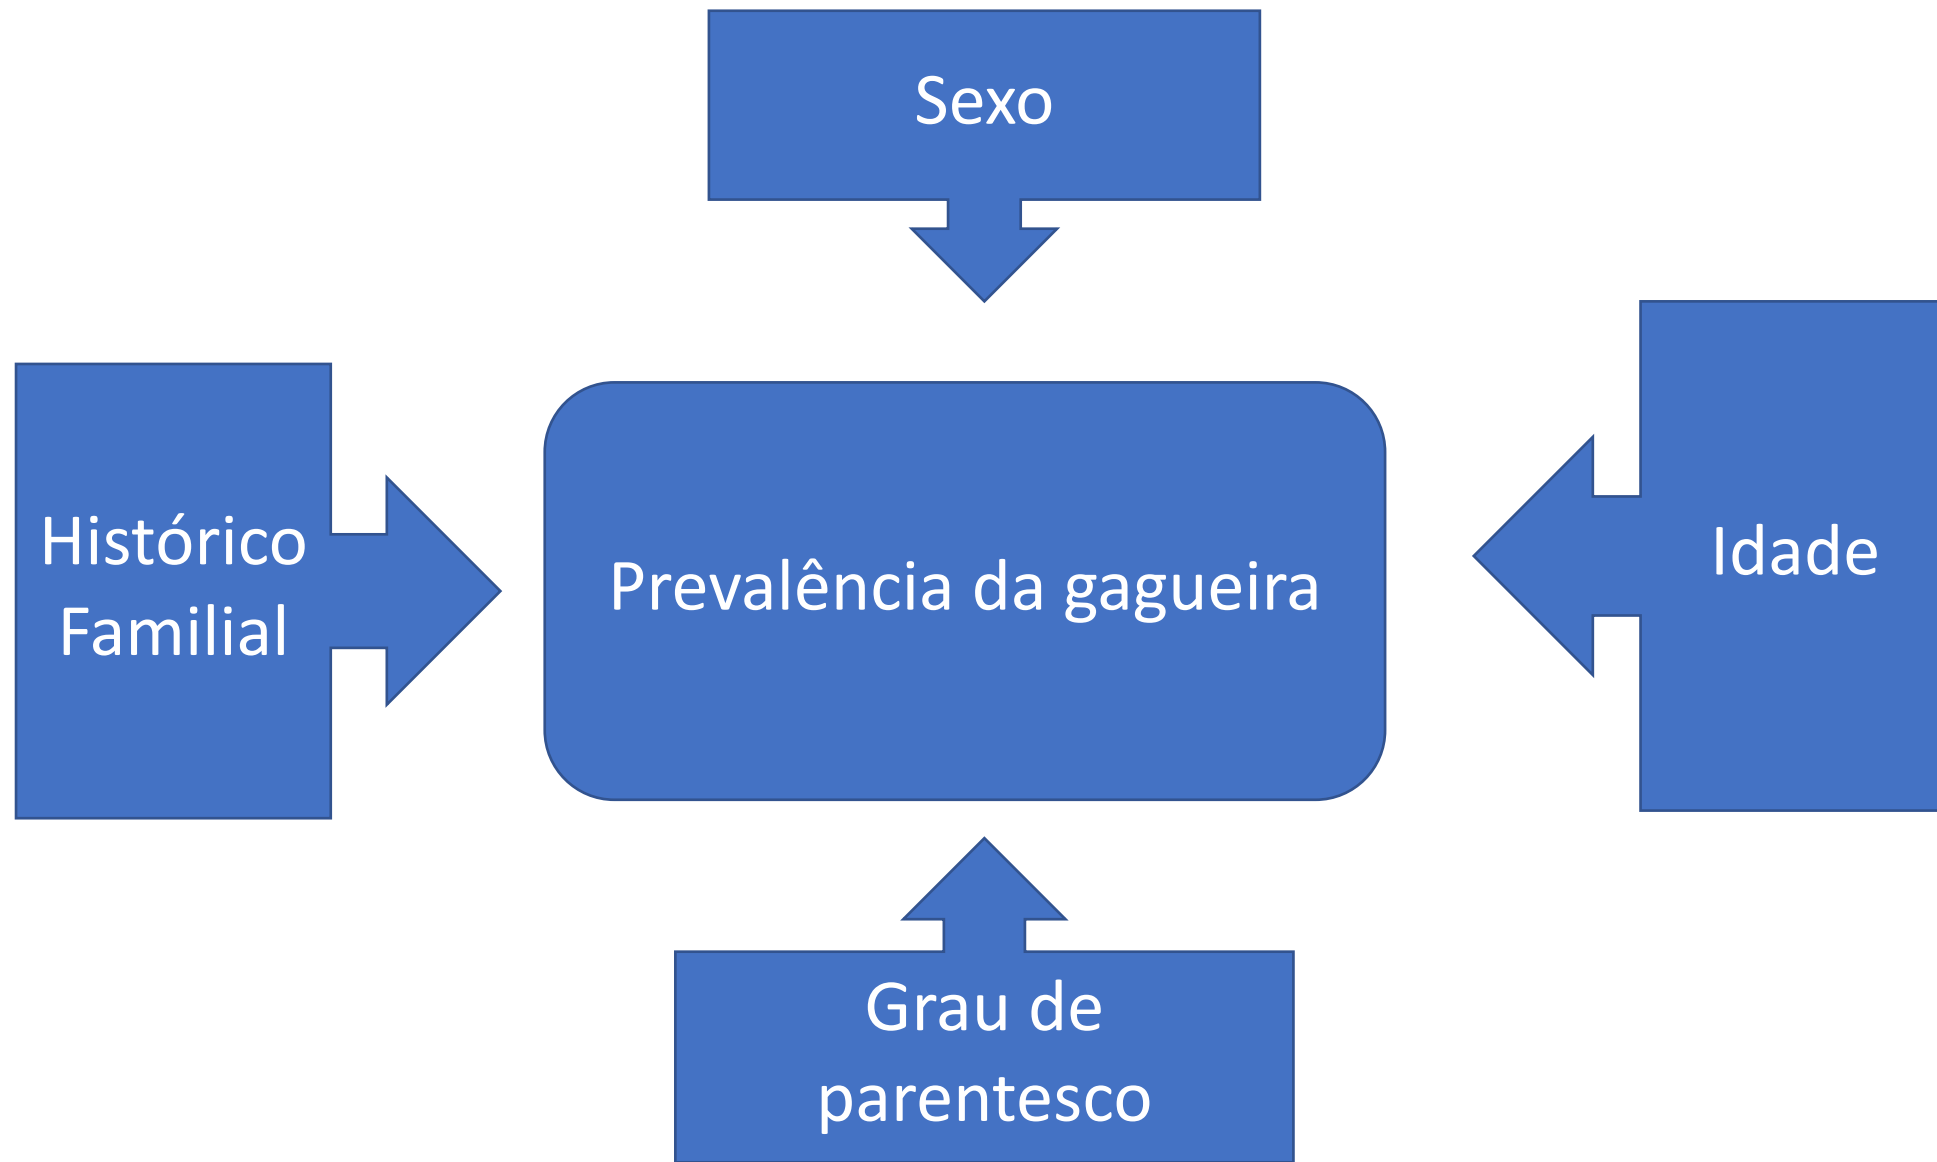 Sexo
Histórico
Familial
Prevalência da gagueira
Idade
Grau de
parentesco